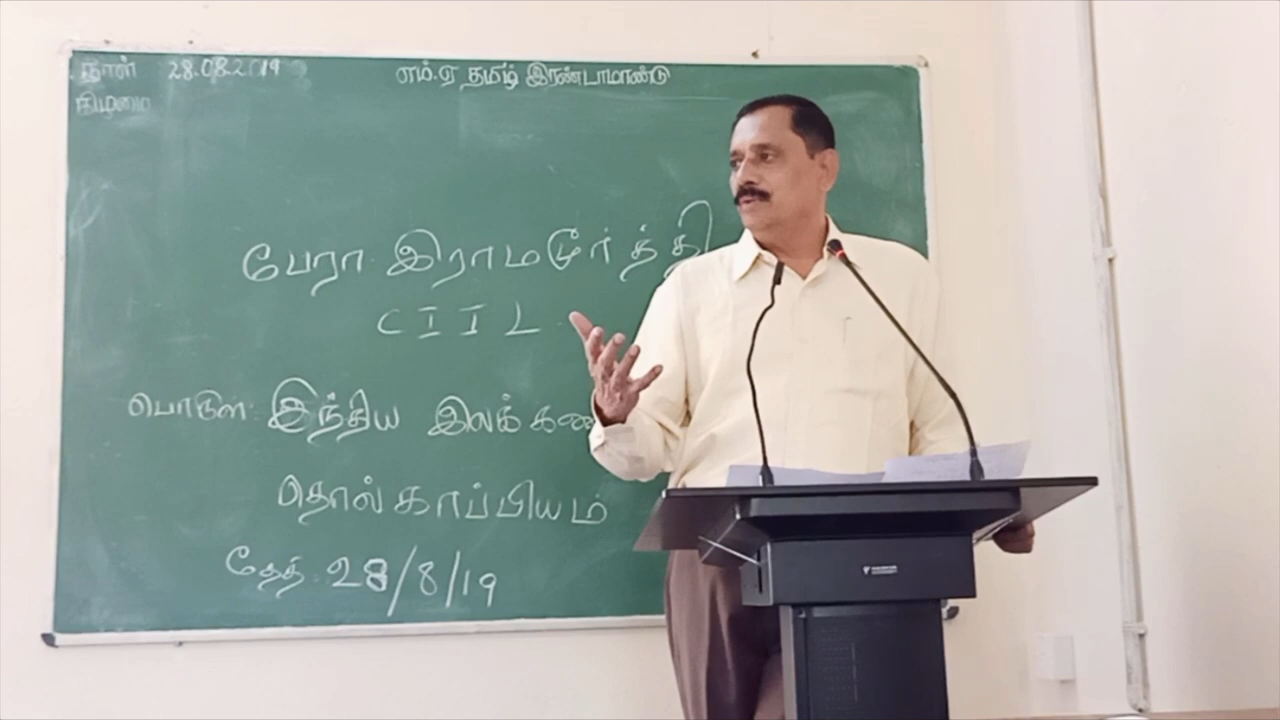 நாள் 28.08.2019
கிழமை
எம்.ஏ தமிழ் இரண்டாமாண்டு
பேரா. இராமமூர்த்தி
CIIL
பொருள்: இந்திய இலக்கண
தொல்காப்பியம்
தேதி. 28/8/19